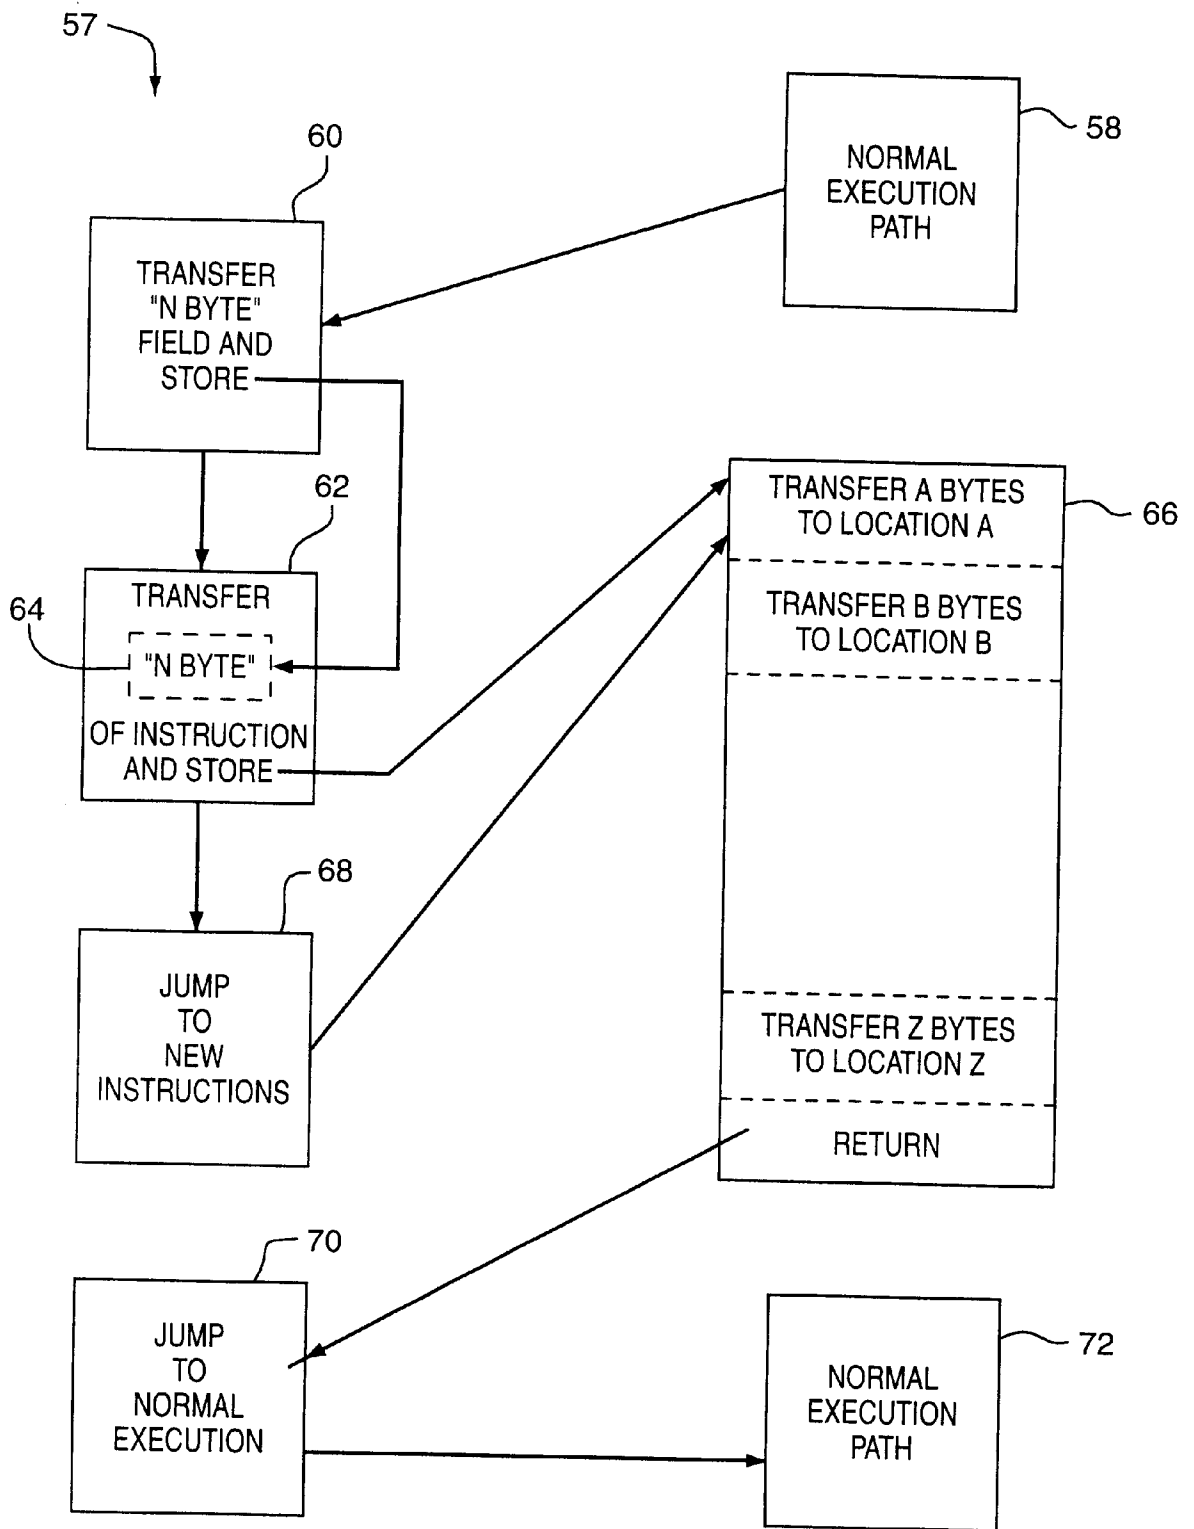 57
58
NORMAL
EXECUTION
PATH
60
TRANSFER
"N BYTE"
FIELD AND
STORE
62
TRANSFER
64
"N BYTE"
OF INSTRUCTION
AND STORE
66
TRANSFER A BYTES
TO LOCATION A
TRANSFER B BYTES
TO LOCATION B
TRANSFER Z BYTES
TO LOCATION Z
RETURN
68
JUMP
TO
NEW
INSTRUCTIONS
70
JUMP
TO
NORMAL
EXECUTION
72
NORMAL
EXECUTION
PATH